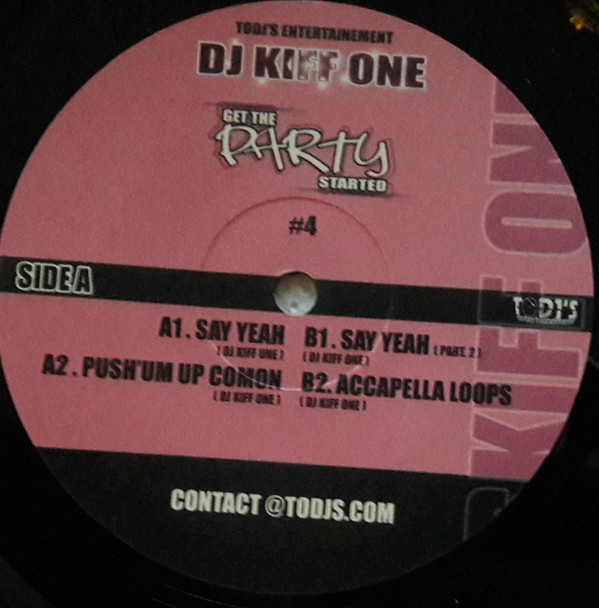 TODJ'S ENTERTAINEMENT
DJ KIFF ONE
GET THE
PARTY
STARTED
#4
KIFF ONE
SIDE A
TODJ'S
A1. SAY YEAH
[ DJ KIFF ONE ]
A2. PUSH'UM UP COMON
[ DJ KIFF ONE ]
B1. SAY YEAH [ PART. 2 ]
[ DJ KIFF ONE ]
B2. ACCAPELLA LOOPS
[ DJ KIFF ONE ]
CONTACT @TODJS.COM